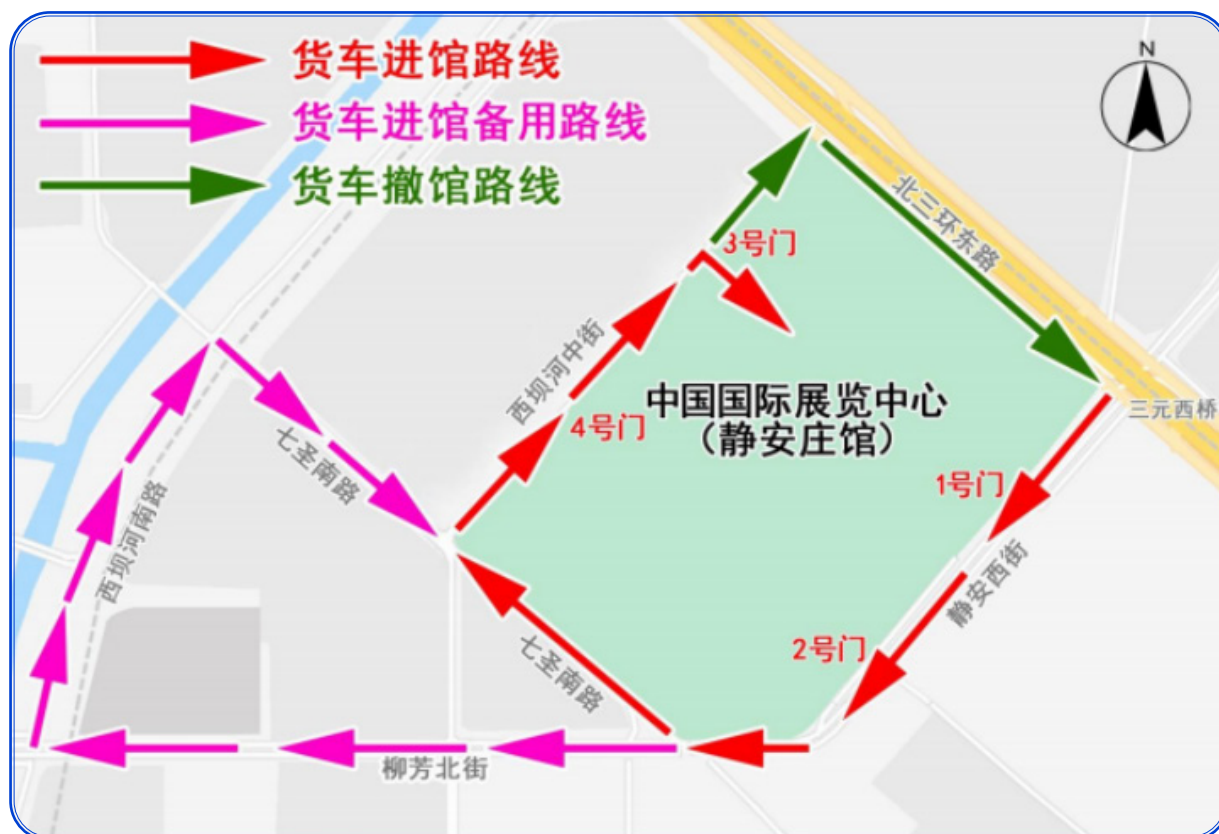 货车进馆路线
货车进馆备用路线
货车撤馆路线
N
北三环东路
3号门
西坝河中街
4号门
中国国际展览中心
（静安庄馆）
三元西桥
1号门
七圣南路
西坝河南路
静安西街
2号门
七圣南路
柳芳北街